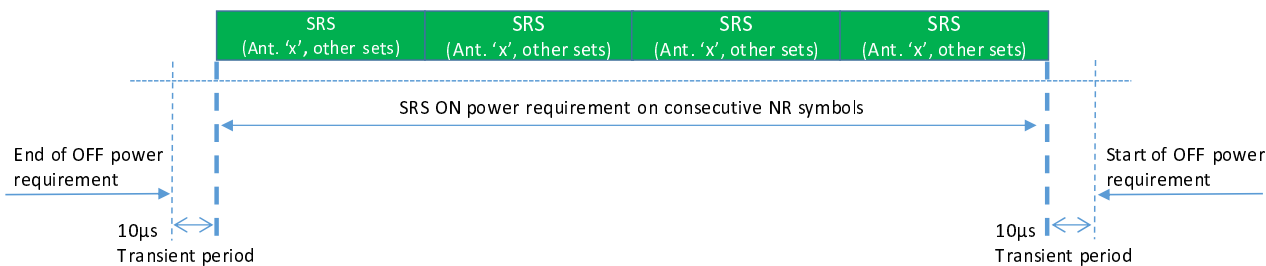 SRS
(Ant. ‘x’, other sets)
SRS
(Ant. ‘x’, other sets)
SRS
(Ant. ‘x’, other sets)
SRS
(Ant. ‘x’, other sets)
SRS ON power requirement on consecutive NR symbols
End of OFF power
requirement
Start of OFF power
requirement
10µs
Transient period
10µs
Transient period